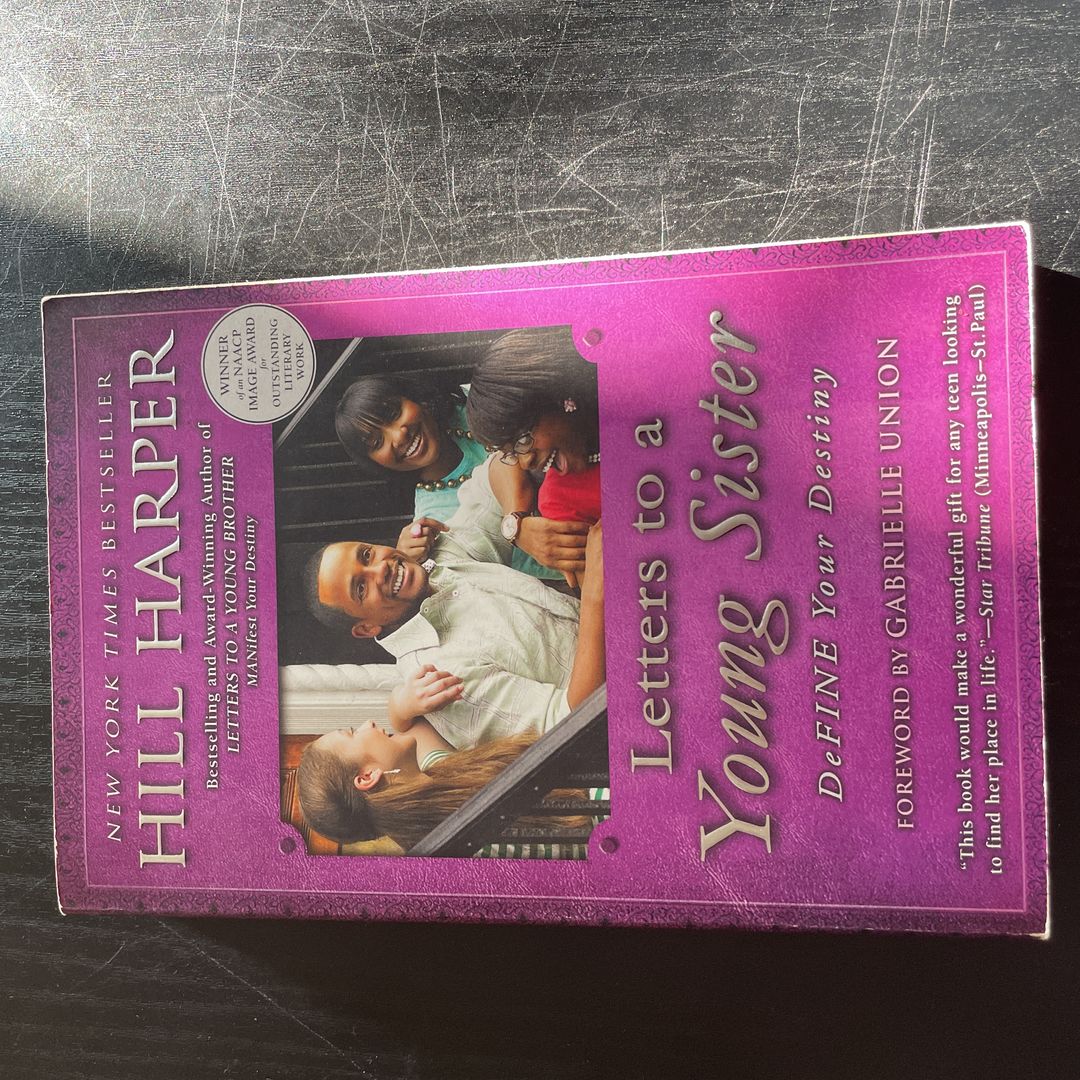 NEW YORK TIMES BESTSELLER
HILL HARPER
Bestselling and Award-Winning Author of
LETTERS TO A YOUNG BROTHER
MANifest Your Destiny
WINNER
of an NAACP
IMAGE AWARD
for
OUTSTANDING
LITERARY
WORK
Letters to a
Young Sister
DeFINE Your Destiny
FOREWORD BY GABRIELLE UNION
“This book would make a wonderful gift for any teen looking
to find her place in life.”—Star Tribune (Minneapolis–St.Paul)